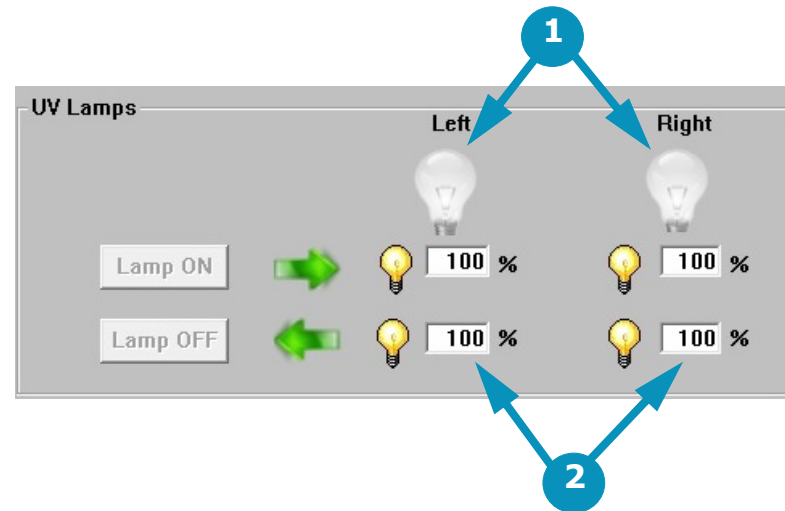 1
UV Lamps
Left Right
Lamp ON 100 % 100 %
Lamp OFF 100 % 100 %
2